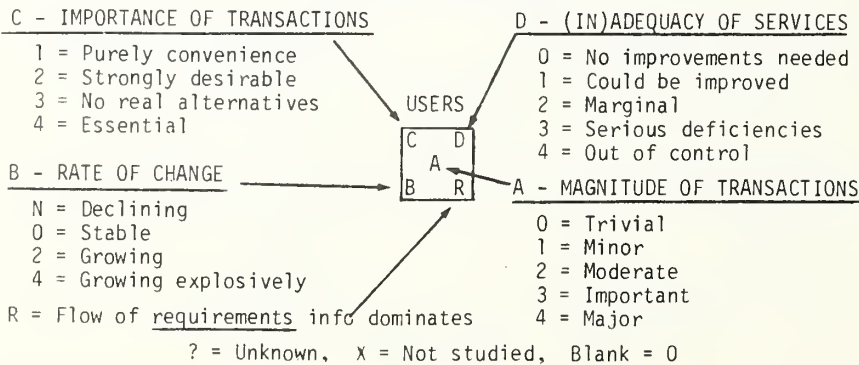 C - IMPORTANCE OF TRANSACTIONS
1 = Purely convenience
2 = Strongly desirable
3 = No real alternatives
4 = Essential
D - (IN)ADEQUACY OF SERVICES
0 = No improvements needed
1 = Could be improved
2 = Marginal
3 = Serious deficiencies
4 = Out of control
USERS
C D
A
B R
B - RATE OF CHANGE
N = Declining
0 = Stable
2 = Growing
4 = Growing explosively
A - MAGNITUDE OF TRANSACTIONS
0 = Trivial
1 = Minor
2 = Moderate
3 = Important
4 = Major
R = Flow of requirements info dominates
? = Unknown, X = Not studied, Blank = 0